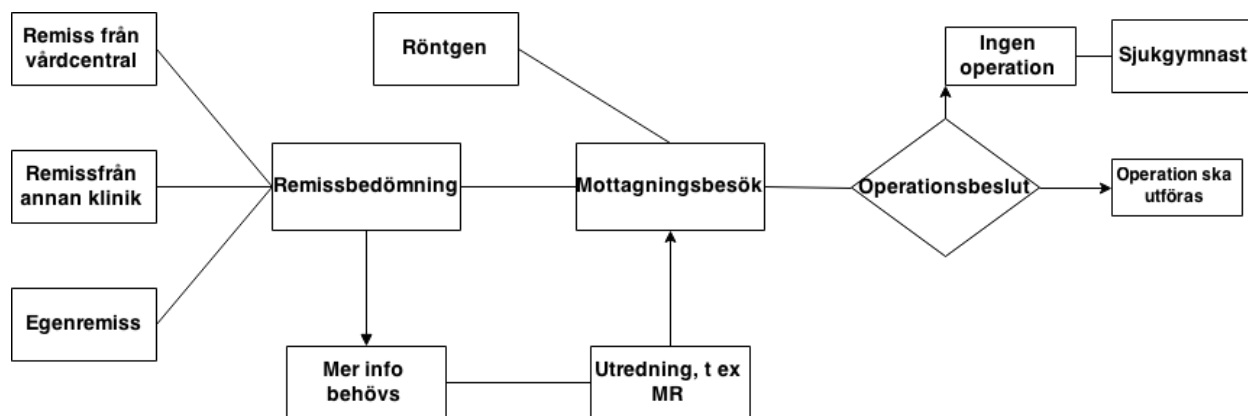 Remiss från
vårdcentral
Röntgen
Ingen
operation
Sjukgymnast
Remissfrån
annan klinik
Remissbedömning
Mottagningsbesök
Operationsbeslut
Operation ska
utföras
Egenremiss
Mer info
behövs
Utredning, t ex
MR